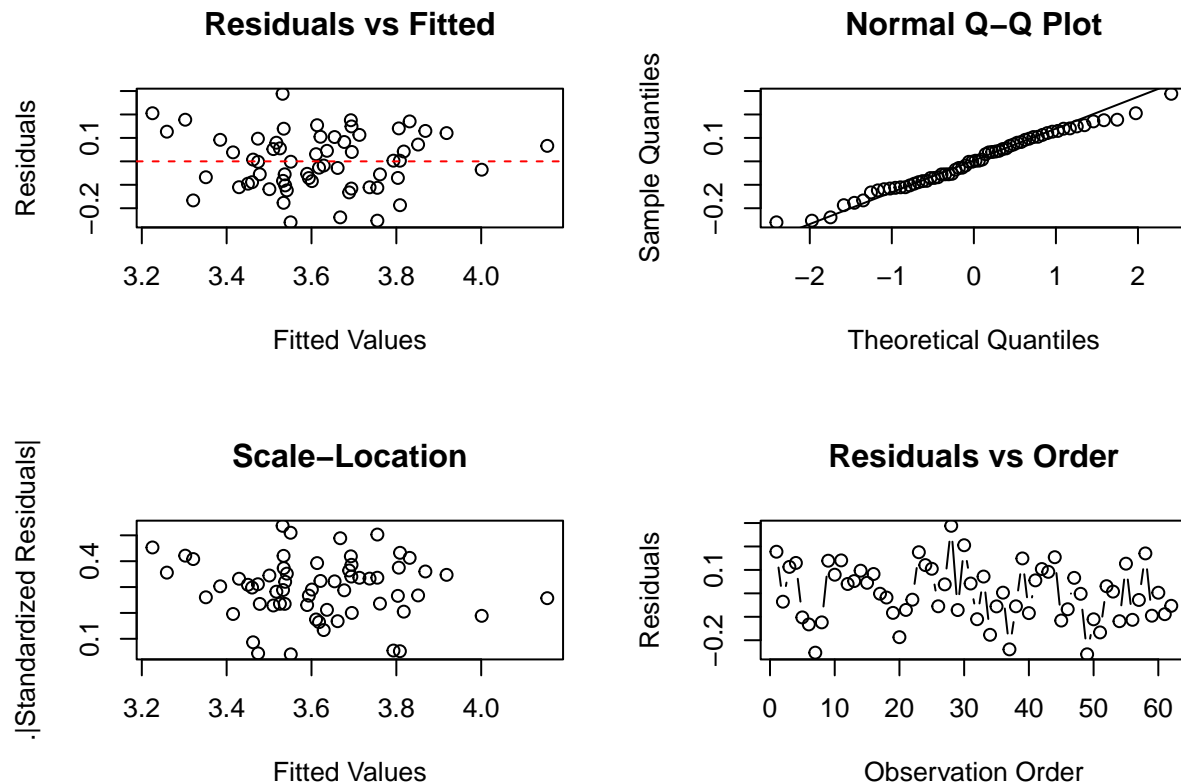 Residuals vs Fitted
Residuals
0.1
−0.2
3.2 3.4 3.6 3.8 4.0
Fitted Values
Normal Q−Q Plot
Sample Quantiles
0.1
−0.2
−2 −1 0 1 2
Theoretical Quantiles
Scale−Location
.|Standardized Residuals|
0.4
0.1
3.2 3.4 3.6 3.8 4.0
Fitted Values
Residuals vs Order
Residuals
0.1
−0.2
0 10 20 30 40 50 60
Observation Order